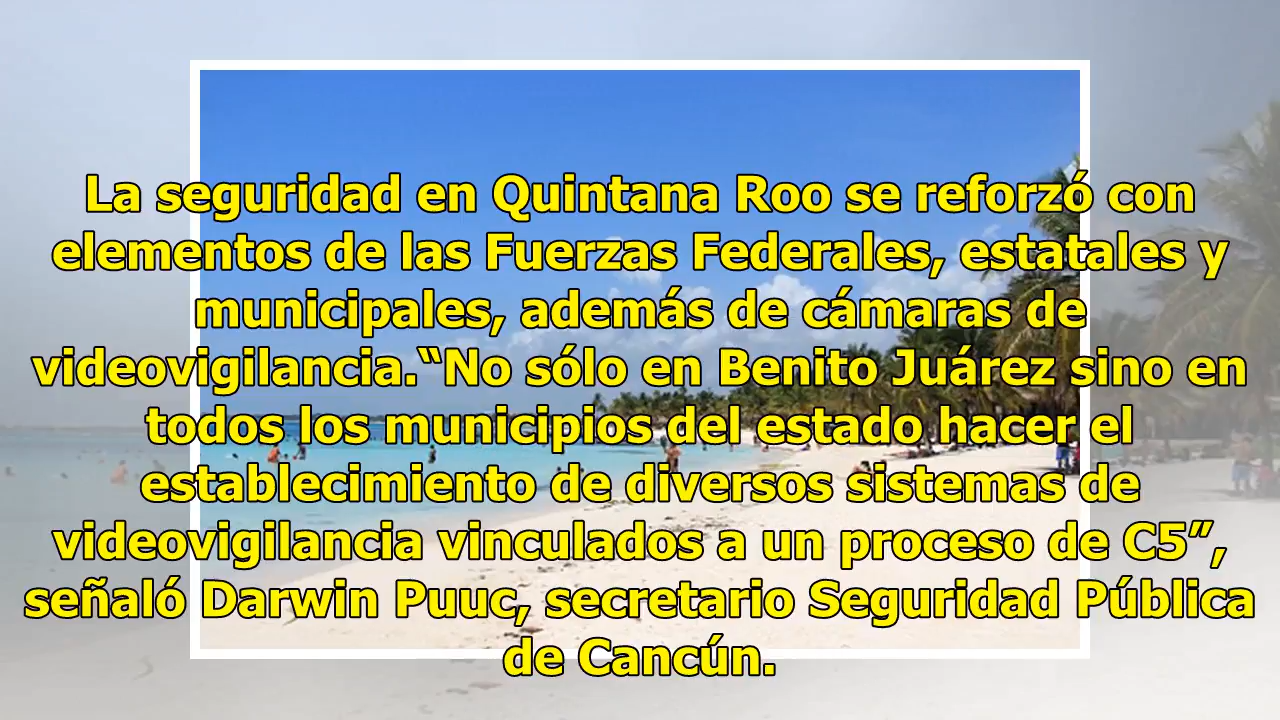 La seguridad en Quintana Roo se reforzó con
elementos de las Fuerzas Federales, estatales y
municipales, además de cámaras de
videovigilancia.“No sólo en Benito Juárez sino en
todos los municipios del estado hacer el
establecimiento de diversos sistemas de
videovigilancia vinculados a un proceso de C5”,
señaló Darwin Puuc, secretario Seguridad Pública
de Cancún.